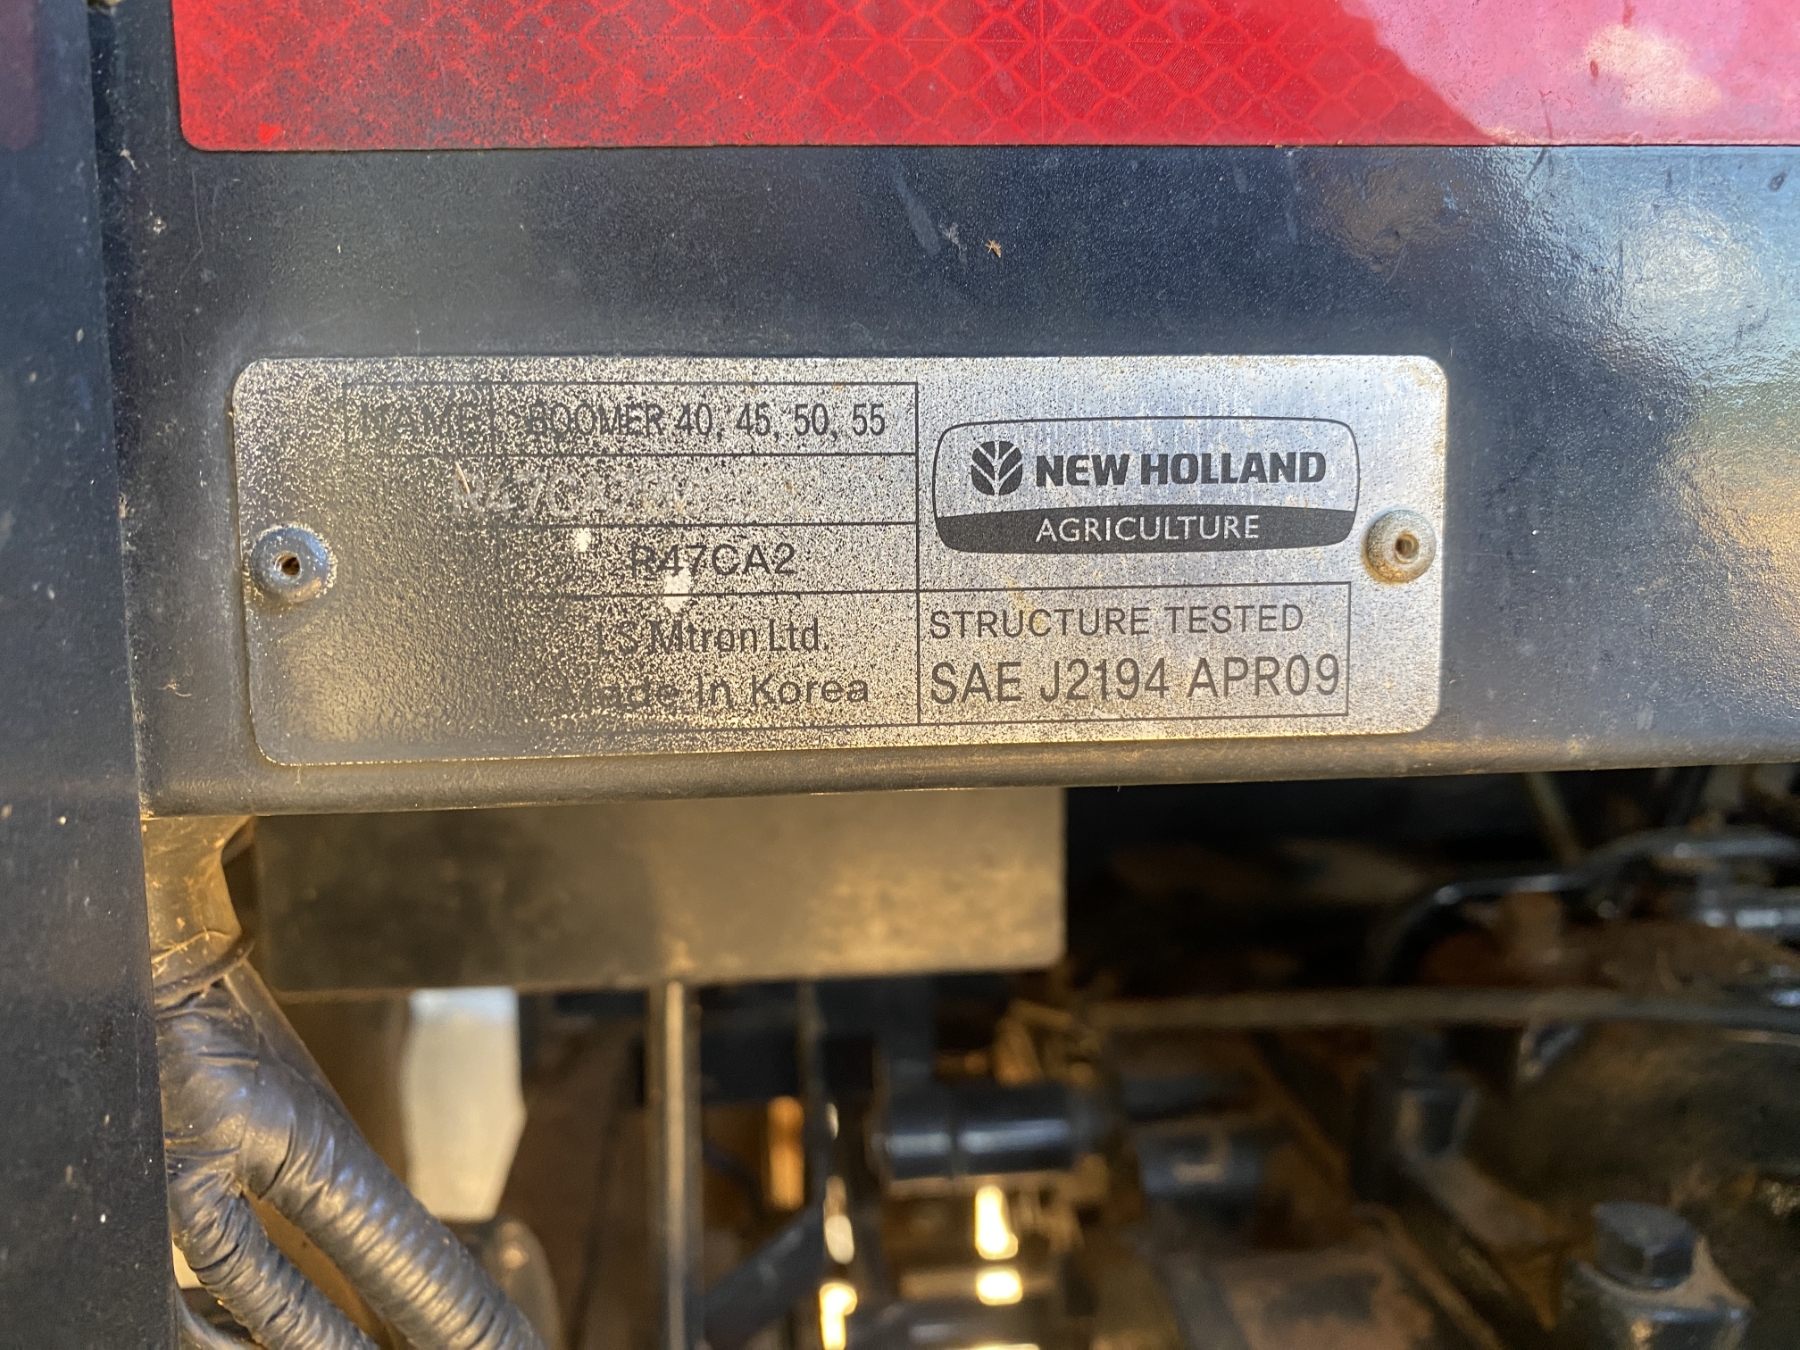 NAME BOOMER 40, 45, 50, 55
R47CA2
LS Mtron Ltd.
Made In Korea
NEW HOLLAND
AGRICULTURE
STRUCTURE TESTED
SAE J2194 APR09